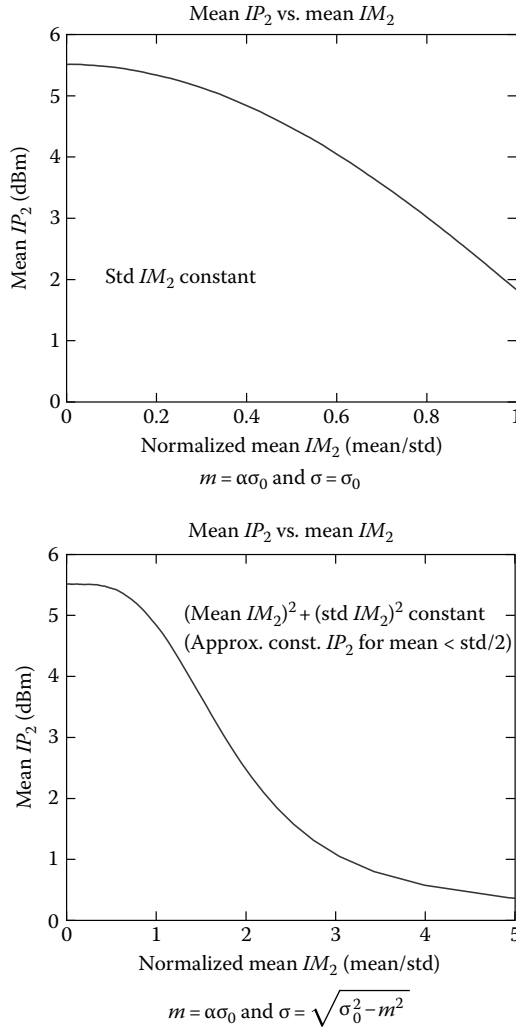 Mean IP₂ vs. mean IM₂
6
5
4
3
2
1
0
Mean IP₂ (dBm)
Std IM₂ constant
0 0.2 0.4 0.6 0.8 1
Normalized mean IM₂ (mean/std)
m = ασ₀ and σ = σ₀
Mean IP₂ vs. mean IM₂
6
5
4
3
2
1
0
Mean IP₂ (dBm)
(Mean IM₂)² + (std IM₂)² constant
(Approx. const. IP₂ for mean < std/2)
0 1 2 3 4 5
Normalized mean IM₂ (mean/std)
m = ασ₀ and σ = √(σ₀² − m²)